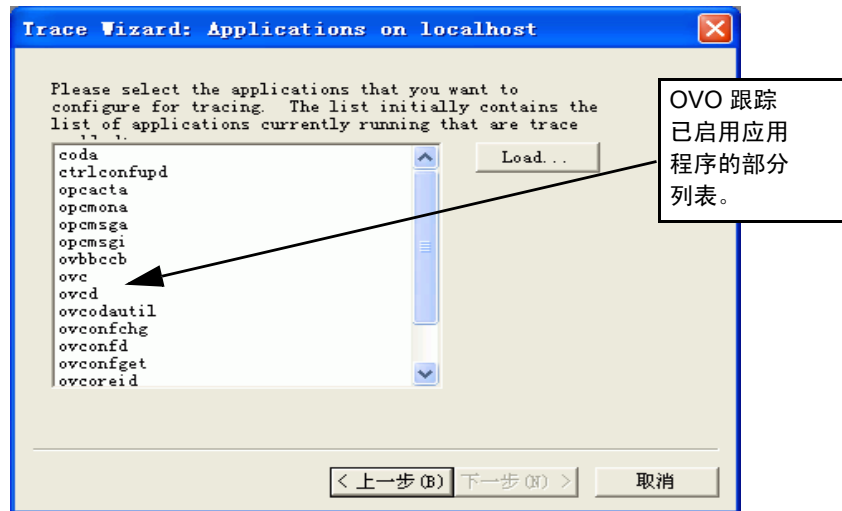 Trace Wizard: Applications on localhost
Please select the applications that you want to
configure for tracing. The list initially contains the
list of applications currently running that are trace
coda
ctrlconfupd
opcacta
opcmona
opcmsga
opcmsgi
ovbbccb
ovc
ovcd
ovcodautil
ovconfchg
ovconfd
ovconfget
ovcoreid
Load...
OVO 跟踪
已启用应用
程序的部分
列表。
< 上一步(B)
下一步(N) >
取消